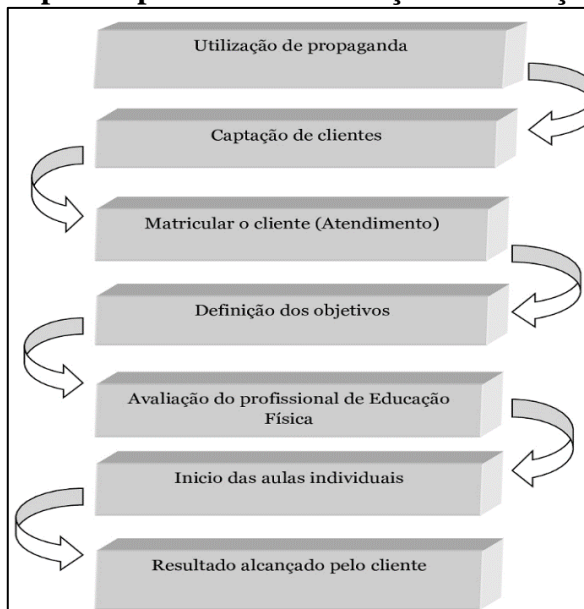 Utilização de propaganda
Captação de clientes
Matricular o cliente (Atendimento)
Definição dos objetivos
Avaliação do profissional de Educação
Física
Inicio das aulas individuais
Resultado alcançado pelo cliente